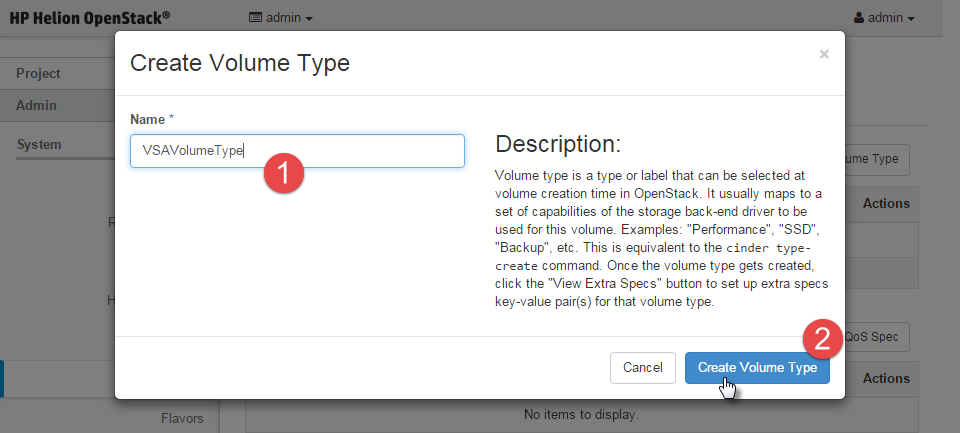 HP Helion OpenStack®
admin
admin
Create Volume Type
×
Project
Admin
System
Name *
VSAVolumeType
1
Description:
Volume type is a type or label that can be selected at
volume creation time in OpenStack. It usually maps to a
set of capabilities of the storage back-end driver to be
used for this volume. Examples: "Performance", "SSD",
"Backup", etc. This is equivalent to the cinder type-
create command. Once the volume type gets created,
click the "View Extra Specs" button to set up extra specs
key-value pair(s) for that volume type.
Type
Actions
QoS Spec
2
Cancel
Create Volume Type
Actions
No items to display.
Flavors